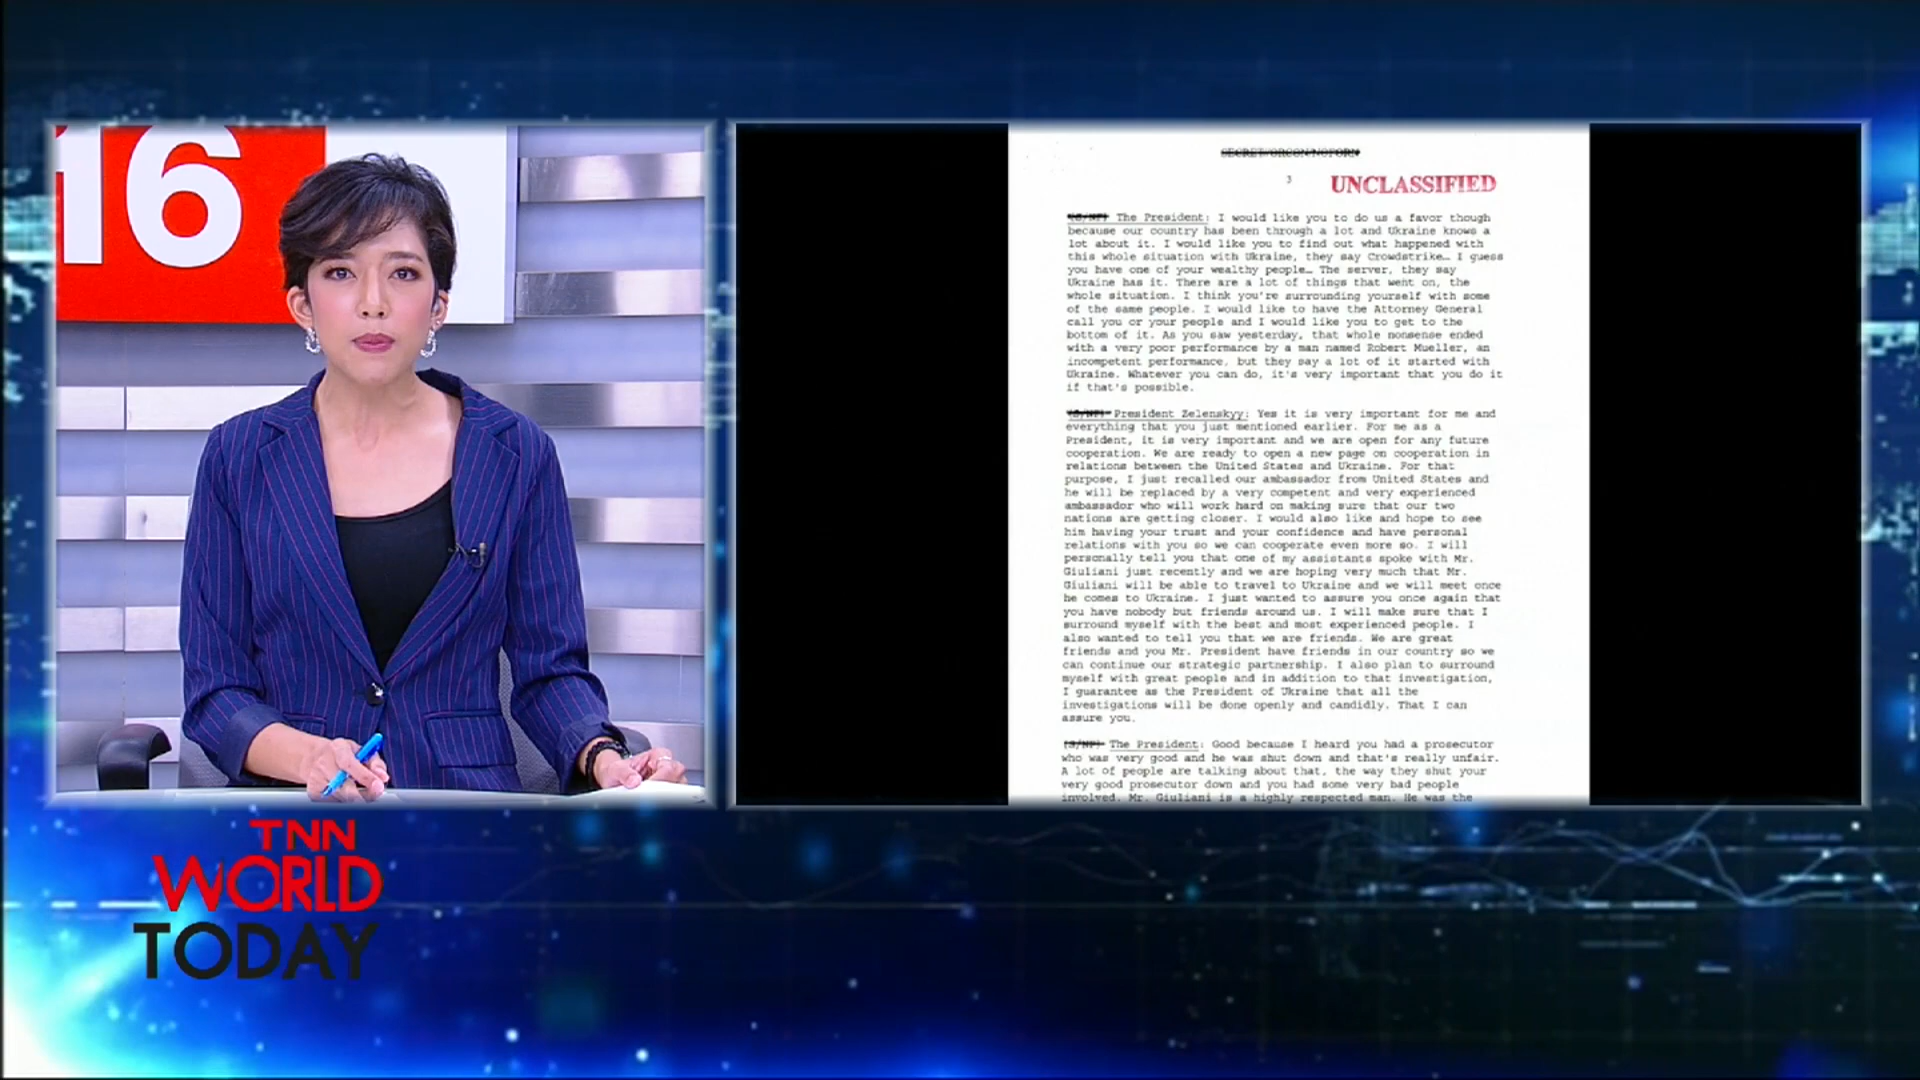 16
SECRET/ORCON/NOFORN
3
UNCLASSIFIED
(S/NF) The President: I would like you to do us a favor though
because our country has been through a lot and Ukraine knows a
lot about it. I would like you to find out what happened with
this whole situation with Ukraine, they say Crowdstrike… I guess
you have one of your wealthy people… The server, they say
Ukraine has it. There are a lot of things that went on, the
whole situation. I think you're surrounding yourself with some
of the same people. I would like to have the Attorney General
call you or your people and I would like you to get to the
bottom of it. As you saw yesterday, that whole nonsense ended
with a very poor performance by a man named Robert Mueller, an
incompetent performance, but they say a lot of it started with
Ukraine. Whatever you can do, it's very important that you do it
if that's possible.
(S/NF) President Zelenskyy: Yes it is very important for me and
everything that you just mentioned earlier. For me as a
President, it is very important and we are open for any future
cooperation. We are ready to open a new page on cooperation in
relations between the United States and Ukraine. For that
purpose, I just recalled our ambassador from United States and
he will be replaced by a very competent and very experienced
ambassador who will work hard on making sure that our two
nations are getting closer. I would also like and hope to see
him having your trust and your confidence and have personal
relations with you so we can cooperate even more so. I will
personally tell you that one of my assistants spoke with Mr.
Giuliani just recently and we are hoping very much that Mr.
Giuliani will be able to travel to Ukraine and we will meet once
he comes to Ukraine. I just wanted to assure you once again that
you have nobody but friends around us. I will make sure that I
surround myself with the best and most experienced people. I
also wanted to tell you that we are friends. We are great
friends and you Mr. President have friends in our country so we
can continue our strategic partnership. I also plan to surround
myself with great people and in addition to that investigation,
I guarantee as the President of Ukraine that all the
investigations will be done openly and candidly. That I can
assure you.
(S/NF) The President: Good because I heard you had a prosecutor
who was very good and he was shut down and that's really unfair.
A lot of people are talking about that, the way they shut your
very good prosecutor down and you had some very bad people
involved. Mr. Giuliani is a highly respected man. He was the
TNN
WORLD
TODAY